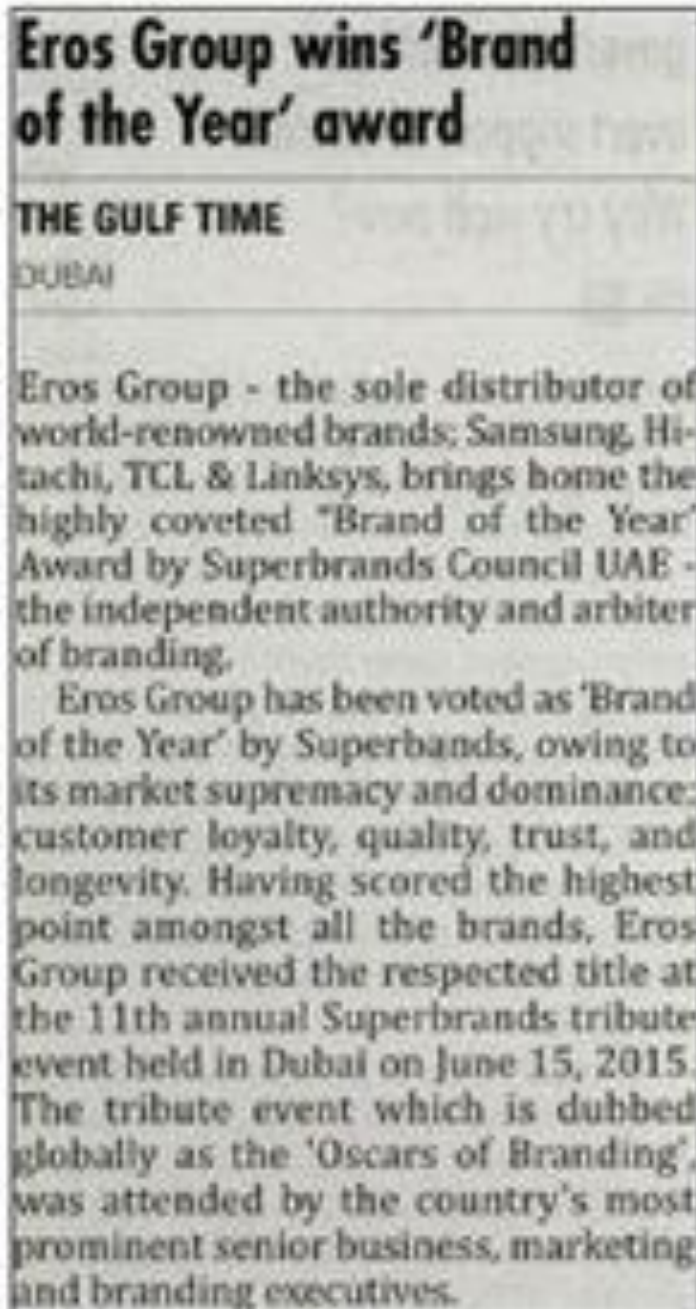 Eros Group wins ‘Brand
of the Year’ award
THE GULF TIME
DUBAI
Eros Group - the sole distributor of
world-renowned brands; Samsung, Hi-
tachi, TCL & Linksys, brings home the
highly coveted "Brand of the Year'
Award by Superbrands Council UAE -
the independent authority and arbiter
of branding.
Eros Group has been voted as 'Brand
of the Year' by Superbands, owing to
its market supremacy and dominance;
customer loyalty, quality, trust, and
longevity. Having scored the highest
point amongst all the brands, Eros
Group received the respected title at
the 11th annual Superbrands tribute
event held in Dubai on June 15, 2015.
The tribute event which is dubbed
globally as the 'Oscars of Branding',
was attended by the country's most
prominent senior business, marketing
and branding executives.